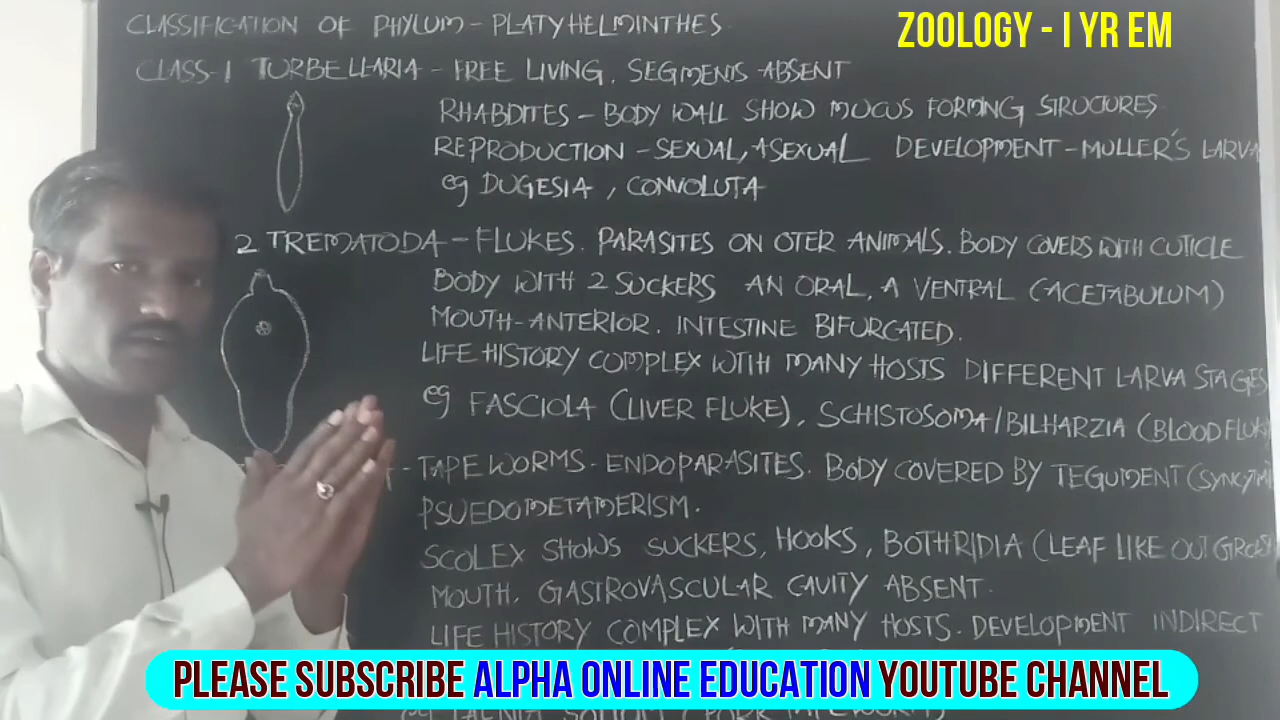 CLASSIFICATION OF PHYLUM - PLATYHELMINTHES
ZOOLOGY - I YR EM
CLASS-1 TURBELLARIA - FREE LIVING, SEGMENTS ABSENT
RHABDITES - BODY WALL SHOW MUCUS FORMING STRUCTURES
REPRODUCTION - SEXUAL, ASEXUAL DEVELOPMENT - MULLER'S LARVA
eg DUGESIA, CONVOLUTA
2 TREMATODA - FLUKES. PARASITES ON OTER ANIMALS. BODY COVERS WITH CUTICLE
BODY WITH 2 SUCKERS AN ORAL, A VENTRAL (ACETABULUM)
MOUTH-ANTERIOR. INTESTINE BIFURCATED.
LIFE HISTORY COMPLEX WITH MANY HOSTS DIFFERENT LARVA STAGES
eg FASCIOLA (LIVER FLUKE), SCHISTOSOMA/BILHARZIA (BLOOD FLUK
- TAPE WORMS - ENDOPARASITES. BODY COVERED BY TEGUMENT
PSUEDOMETAMERISM.
SCOLEX SHOWS SUCKERS, HOOKS, BOTHRIDIA (LEAF LIKE
MOUTH, GASTROVASCULAR CAVITY ABSENT.
LIFE HISTORY COMPLEX WITH MANY HOSTS. DEVELOPMENT INDIRECT
PLEASE SUBSCRIBE ALPHA ONLINE EDUCATION YOUTUBE CHANNEL